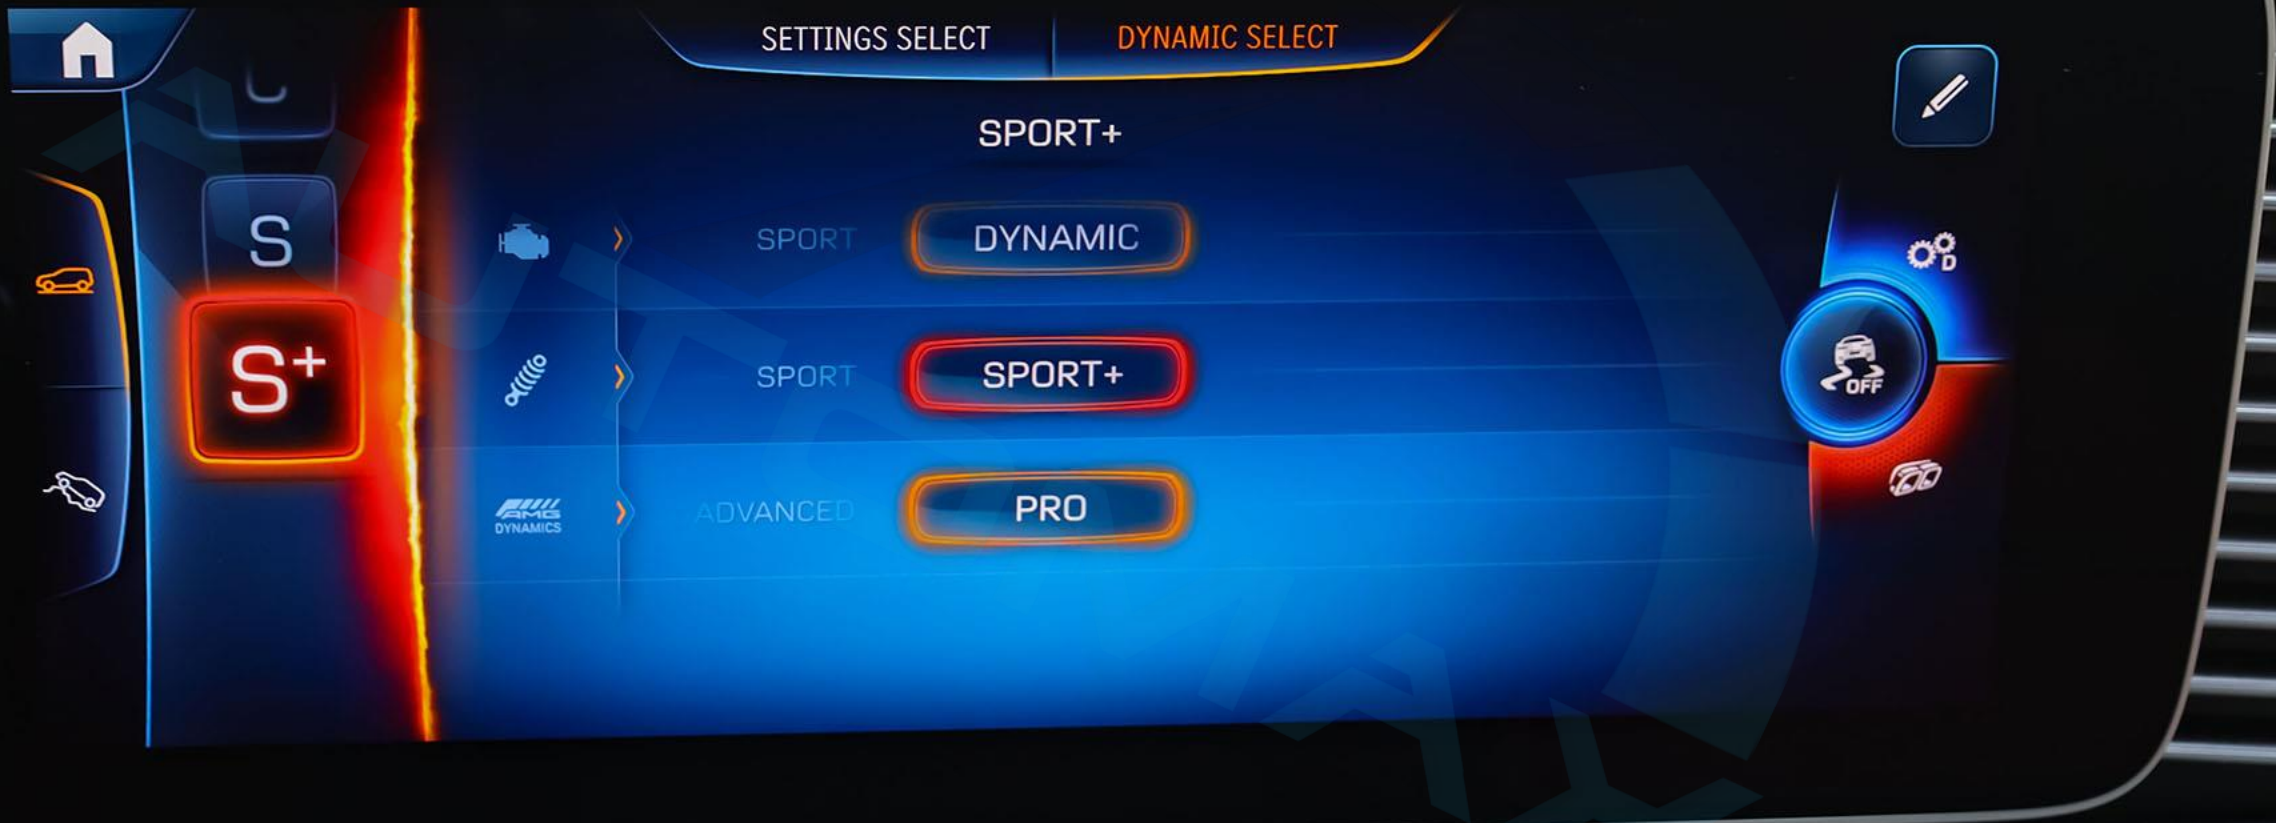 SETTINGS SELECT
DYNAMIC SELECT
C
SPORT+
S
SPORT
DYNAMIC
D
S+
SPORT
SPORT+
OFF
AMG
DYNAMICS
ADVANCED
PRO